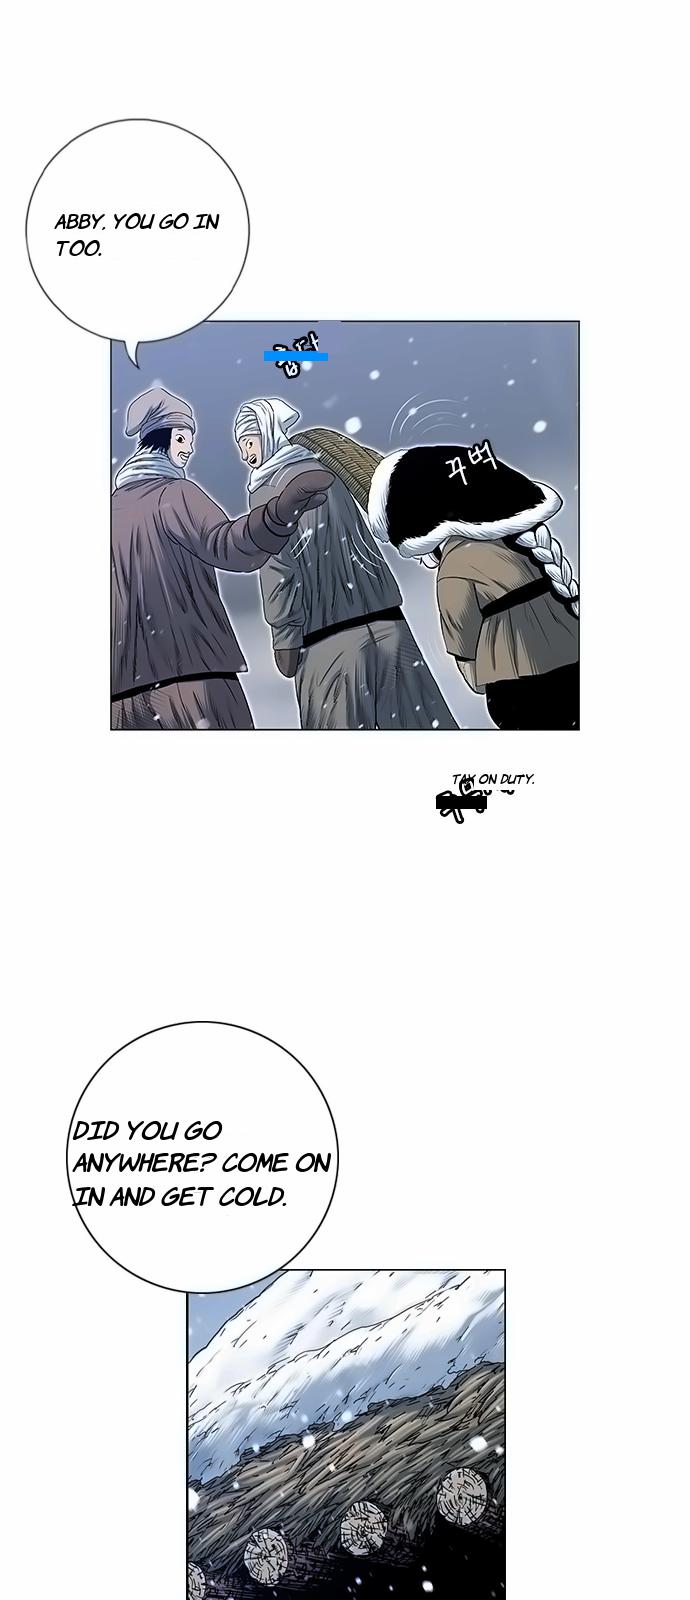 ABBY, YOU GO IN
TOO.
꾸벅
TAX ON DUTY.
DID YOU GO
ANYWHERE? COME ON
IN AND GET COLD.